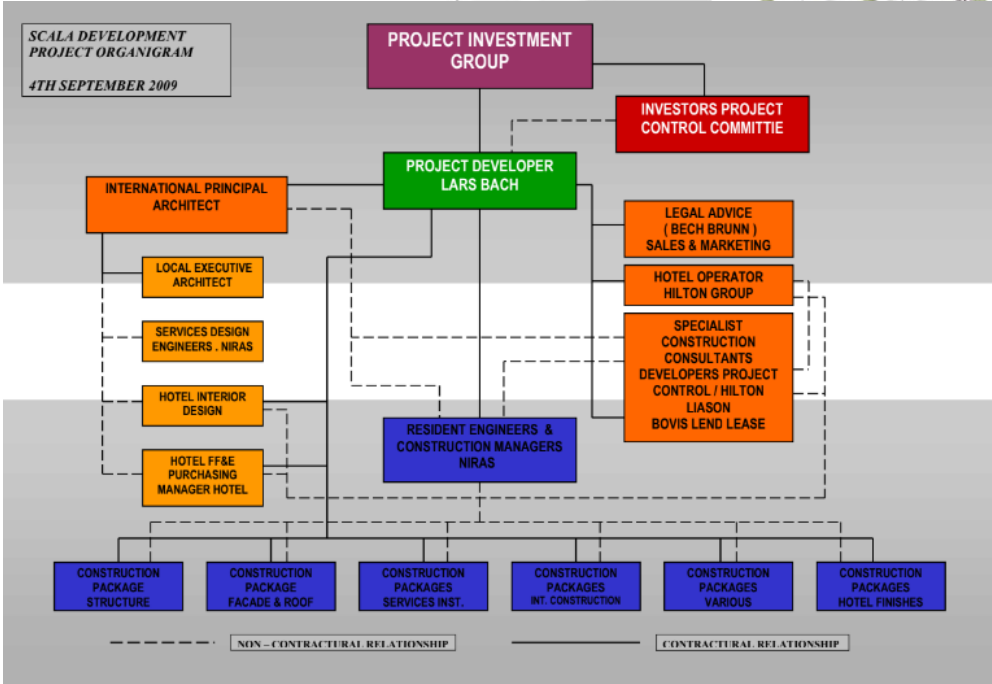 SCALA DEVELOPMENT
PROJECT ORGANIGRAM
4TH SEPTEMBER 2009
PROJECT INVESTMENT
GROUP
INVESTORS PROJECT
CONTROL COMMITTIE
PROJECT DEVELOPER
LARS BACH
INTERNATIONAL PRINCIPAL
ARCHITECT
LEGAL ADVICE
( BECH BRUNN )
SALES & MARKETING
LOCAL EXECUTIVE
ARCHITECT
HOTEL OPERATOR
HILTON GROUP
SERVICES DESIGN
ENGINEERS . NIRAS
SPECIALIST
CONSTRUCTION
CONSULTANTS
DEVELOPERS PROJECT
CONTROL / HILTON
LIASON
BOVIS LEND LEASE
HOTEL INTERIOR
DESIGN
RESIDENT ENGINEERS &
CONSTRUCTION MANAGERS
NIRAS
HOTEL FF&E
PURCHASING
MANAGER HOTEL
CONSTRUCTION
PACKAGE
STRUCTURE
CONSTRUCTION
PACKAGE
FACADE & ROOF
CONSTRUCTION
PACKAGES
SERVICES INST.
CONSTRUCTION
PACKAGES
INT. CONSTRUCTION
CONSTRUCTION
PACKAGES
VARIOUS
CONSTRUCTION
PACKAGES
HOTEL FINISHES
NON – CONTRACTURAL RELATIONSHIP
CONTRACTURAL RELATIONSHIP